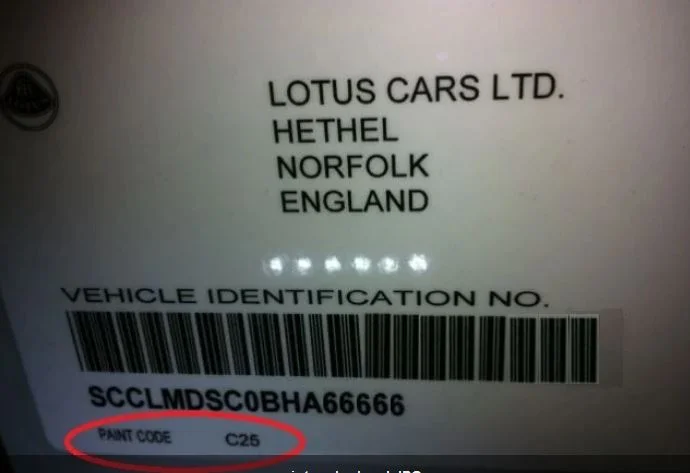 LOTUS CARS LTD.
HETHEL
NORFOLK
ENGLAND
VEHICLE IDENTIFICATION NO.
SCCLMDSC0BHA66666
PAINT CODE C25